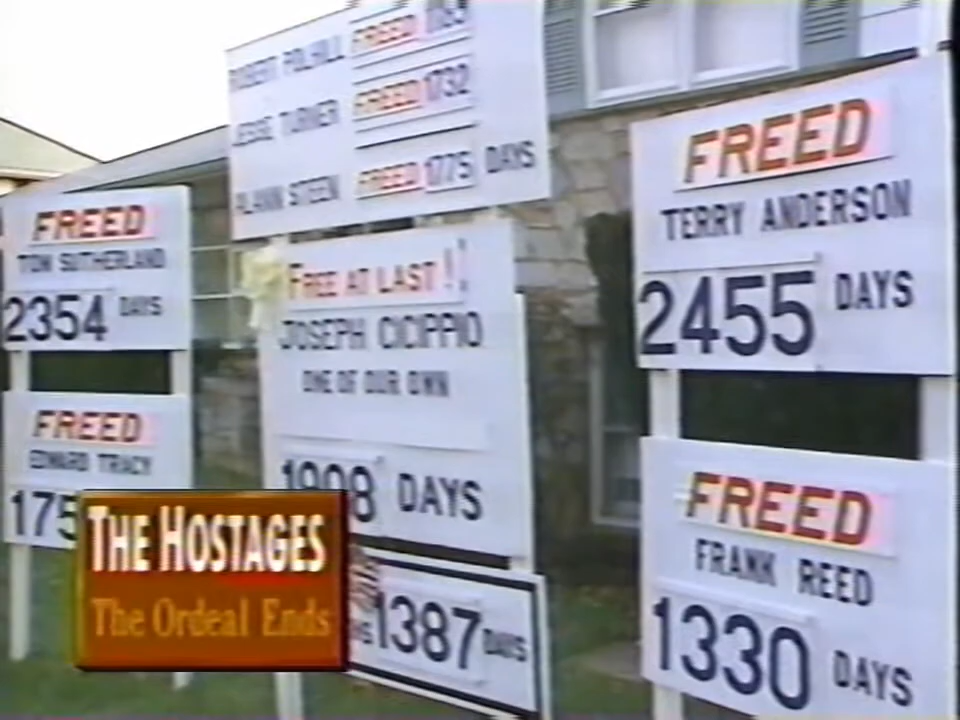 ROBERT POLHILL FREED 1183
JESSE TURNER FREED 1732
ALANN STEEN FREED 1775 DAYS
FREED
TOM SUTHERLAND
2354 DAYS
FREED
EDWARD TRACY
175
FREE AT LAST !!
JOSEPH CICIPPIO
ONE OF OUR OWN
1908 DAYS
1387 DAYS
FREED
TERRY ANDERSON
2455 DAYS
FREED
FRANK REED
1330 DAYS
THE HOSTAGES
The Ordeal Ends